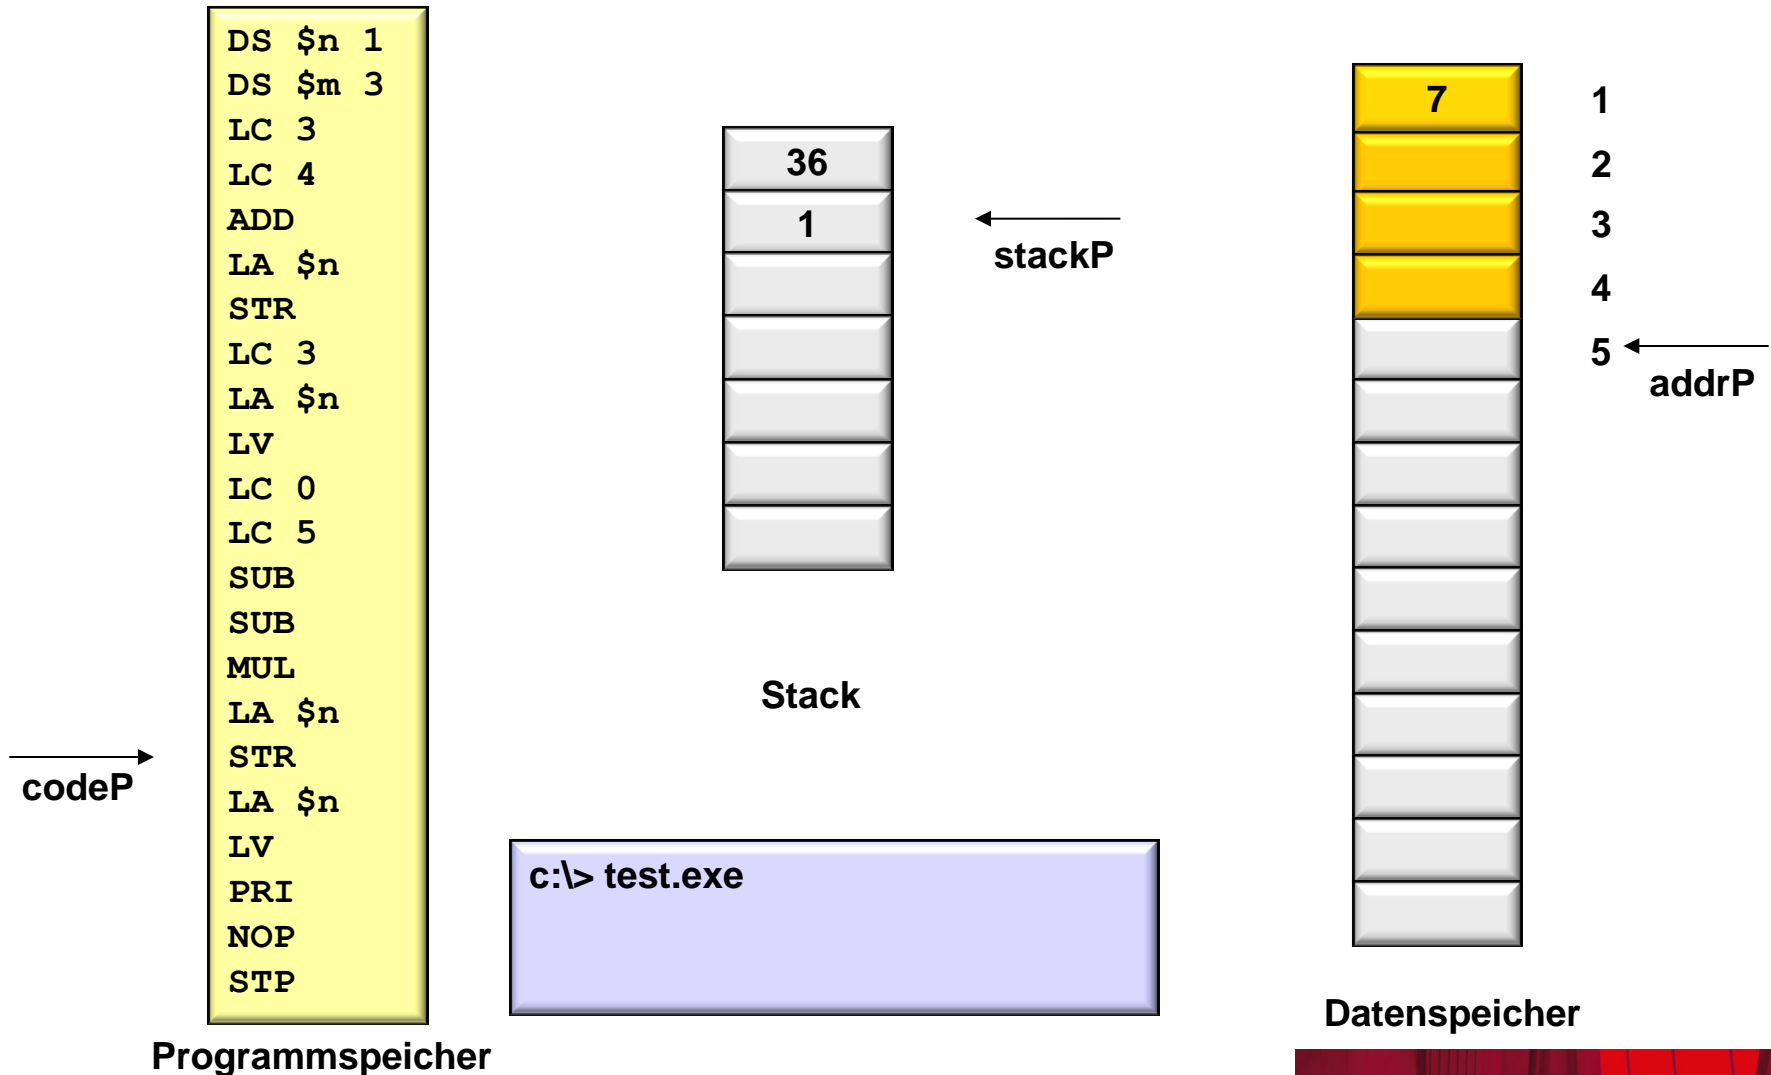 DS $n 1
DS $m 3
LC 3
LC 4
ADD
LA $n
STR
LC 3
LA $n
LV
LC 0
LC 5
SUB
SUB
MUL
LA $n
STR
LA $n
LV
PRI
NOP
STP
Programmspeicher
codeP
36
1
stackP
Stack
c:\> test.exe
7
1
2
3
4
5
addrP
Datenspeicher